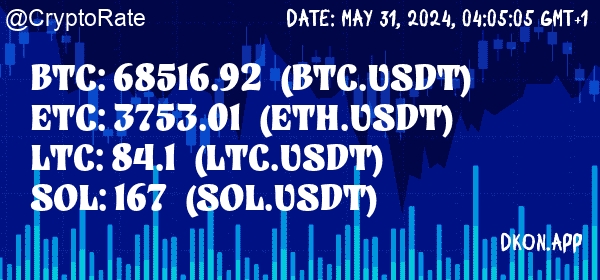 @CryptoRate
DATE: MAY 31, 2024, 04:05:05 GMT+1
BTC: 68516.92 (BTC.USDT)
ETC: 3753.01 (ETH.USDT)
LTC: 84.1 (LTC.USDT)
SOL: 167 (SOL.USDT)
DKON.APP